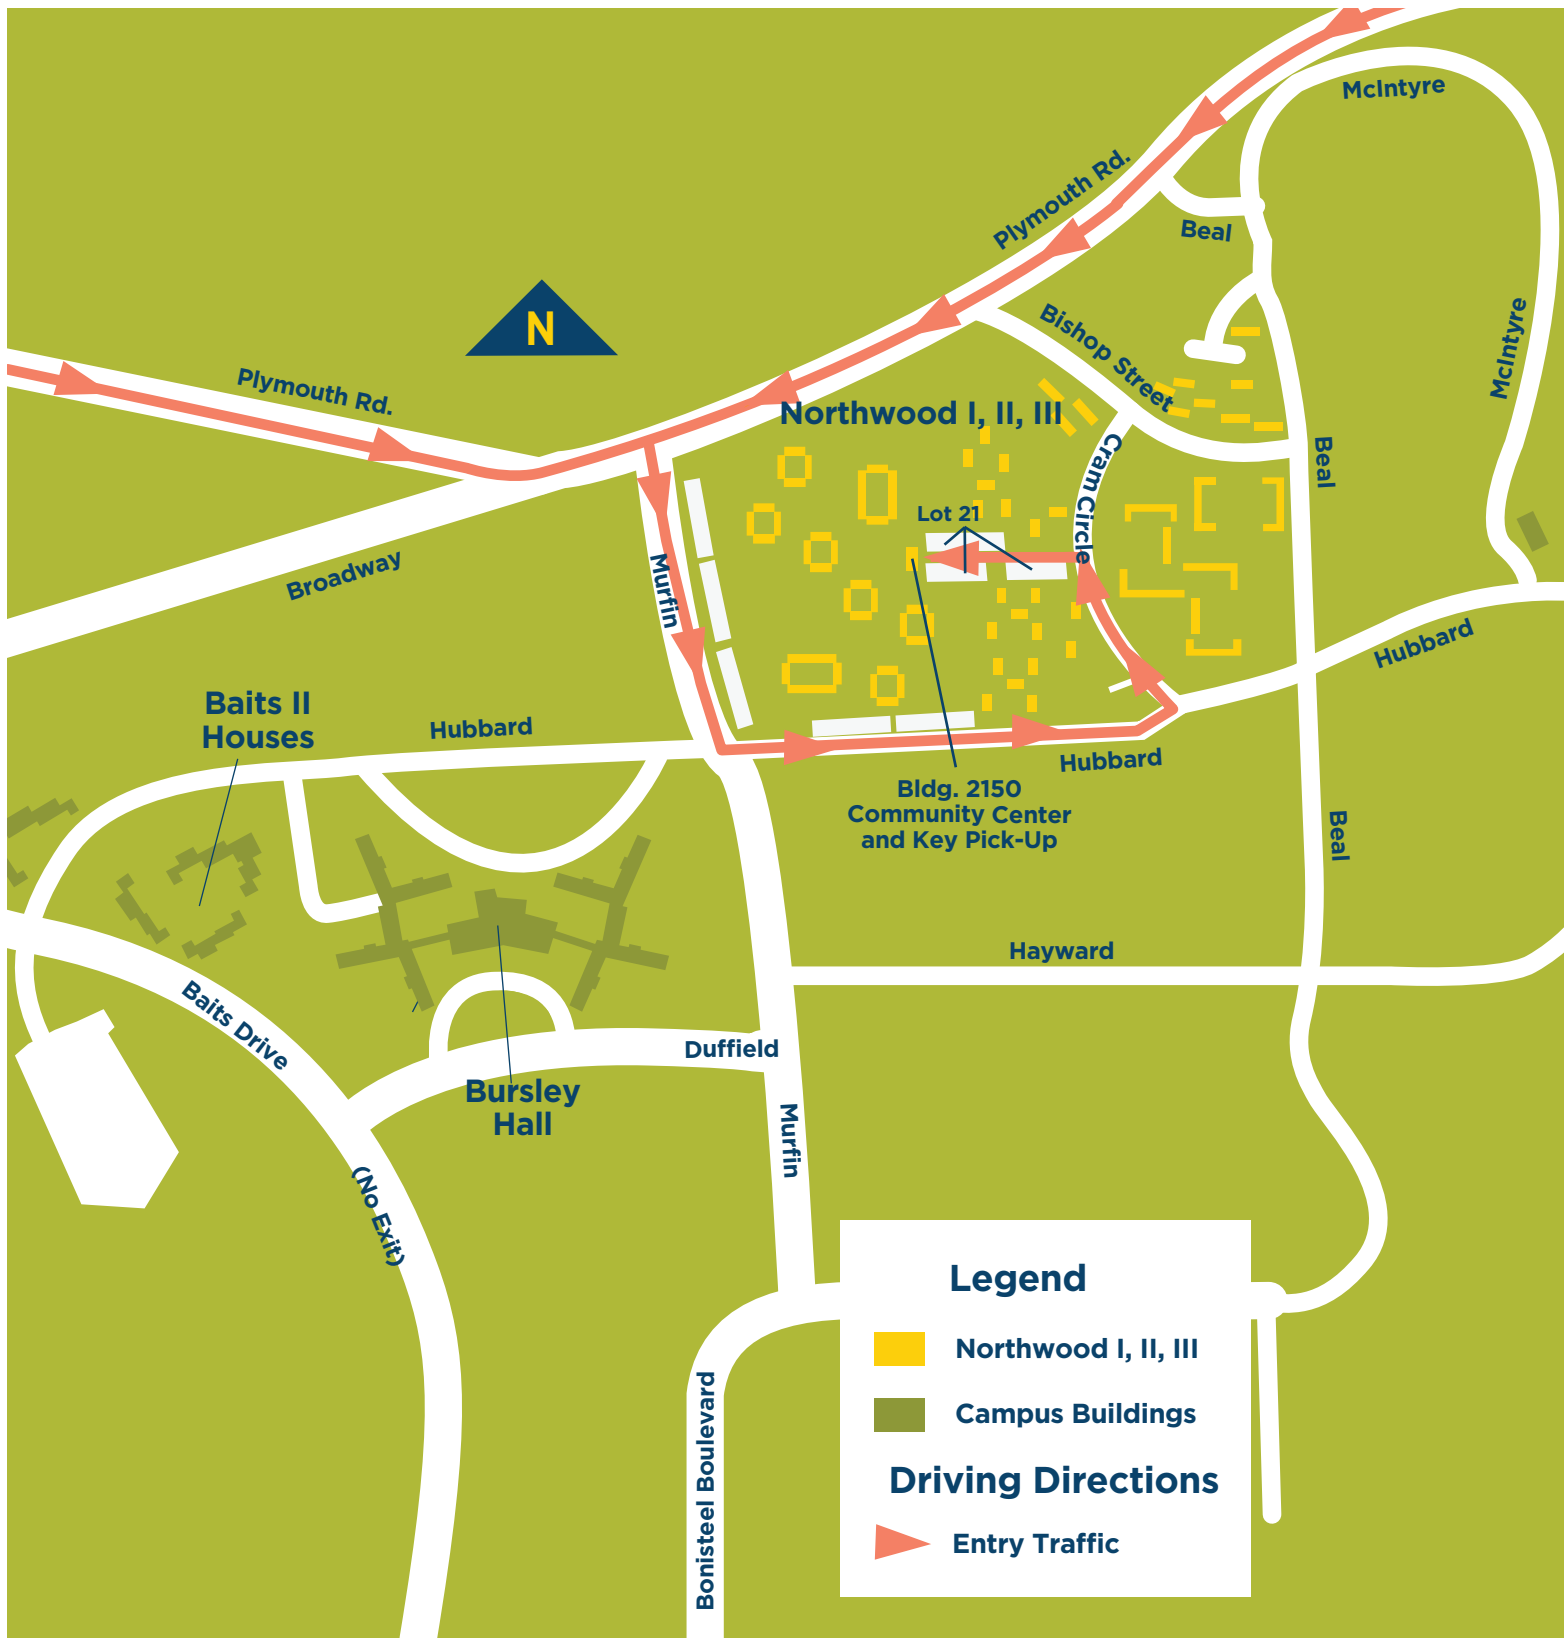 McIntyre
Plymouth Rd.
Beal
N
Bishop Street
McIntyre
Plymouth Rd.
Northwood I, II, III
Cram Circle
Beal
Lot 21
Broadway
Murfin
Hubbard
Baits II
Houses
Hubbard
Hubbard
Bldg. 2150
Community Center
and Key Pick-Up
Beal
Hayward
Baits Drive
Duffield
Bursley
Hall
Murfin
(No Exit)
Bonisteel Boulevard
Legend
Northwood I, II, III
Campus Buildings
Driving Directions
Entry Traffic